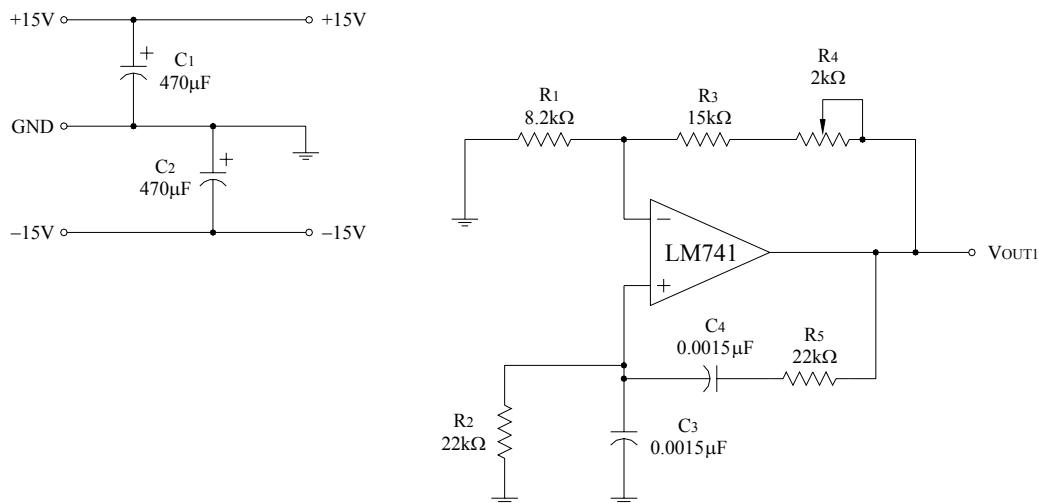 +15V
+15V
C1
470µF
+
GND
C2
470µF
+
–15V
–15V
R1
8.2kΩ
R3
15kΩ
R4
2kΩ
–
LM741
+
VOUT1
C4
0.0015µF
R5
22kΩ
R2
22kΩ
C3
0.0015µF